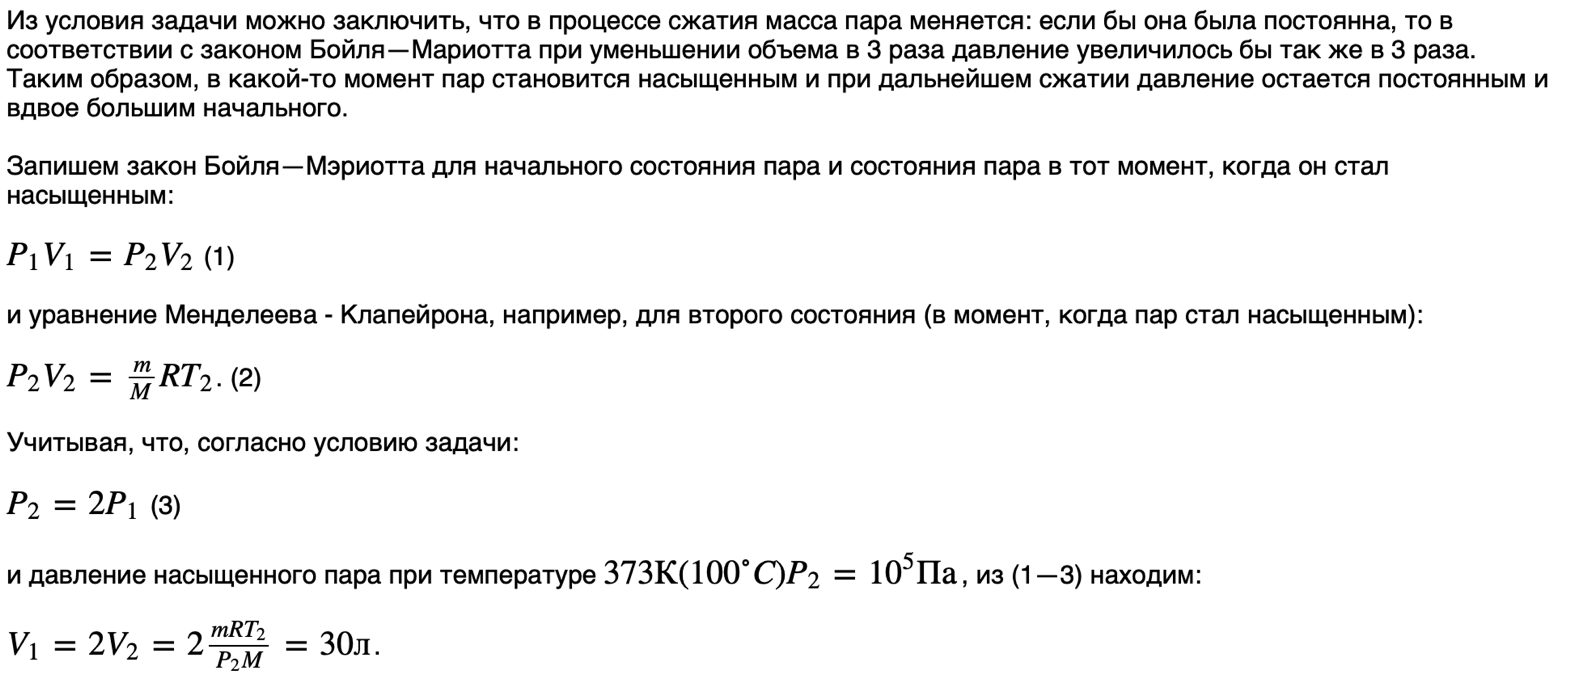 Из условия задачи можно заключить, что в процессе сжатия масса пара меняется: если бы она была постоянна, то в
соответствии с законом Бойля—Мариотта при уменьшении объема в 3 раза давление увеличилось бы так же в 3 раза.
Таким образом, в какой-то момент пар становится насыщенным и при дальнейшем сжатии давление остается постоянным и
вдвое большим начального.
Запишем закон Бойля—Мэриотта для начального состояния пара и состояния пара в тот момент, когда он стал
насыщенным:
P₁V₁ = P₂V₂ (1)
и уравнение Менделеева - Клапейрона, например, для второго состояния (в момент, когда пар стал насыщенным):
P₂V₂ = m/M RT₂. (2)
Учитывая, что, согласно условию задачи:
P₂ = 2P₁ (3)
и давление насыщенного пара при температуре 373К(100°C)P₂ = 10⁵Па, из (1—3) находим:
V₁ = 2V₂ = 2 mRT₂/P₂M = 30л.